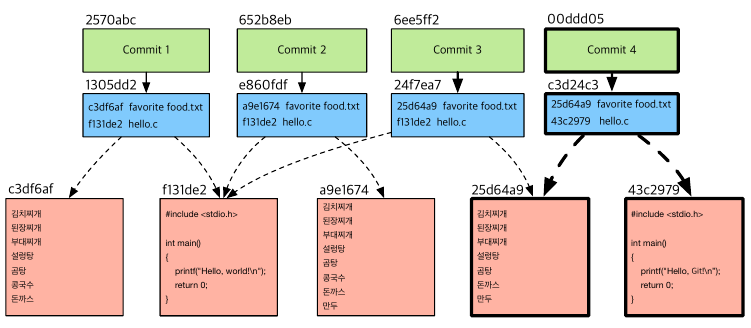 2570abc
652b8eb
6ee5ff2
00ddd05
Commit 1
Commit 2
Commit 3
Commit 4
1305dd2
e860fdf
24f7ea7
c3d24c3
c3df6af favorite food.txt
f131de2 hello.c
a9e1674 favorite food.txt
f131de2 hello.c
25d64a9 favorite food.txt
f131de2 hello.c
25d64a9 favorite food.txt
43c2979 hello.c
c3df6af
김치찌개
된장찌개
부대찌개
설렁탕
곰탕
콩국수
돈까스
f131de2
#include <stdio.h>
int main()
{
printf("Hello, world!\n");
return 0;
}
a9e1674
김치찌개
된장찌개
부대찌개
설렁탕
곰탕
콩국수
돈까스
만두
25d64a9
김치찌개
된장찌개
부대찌개
설렁탕
곰탕
콩국수
돈까스
만두
43c2979
#include <stdio.h>
int main()
{
printf("Hello, Git!\n");
return 0;
}